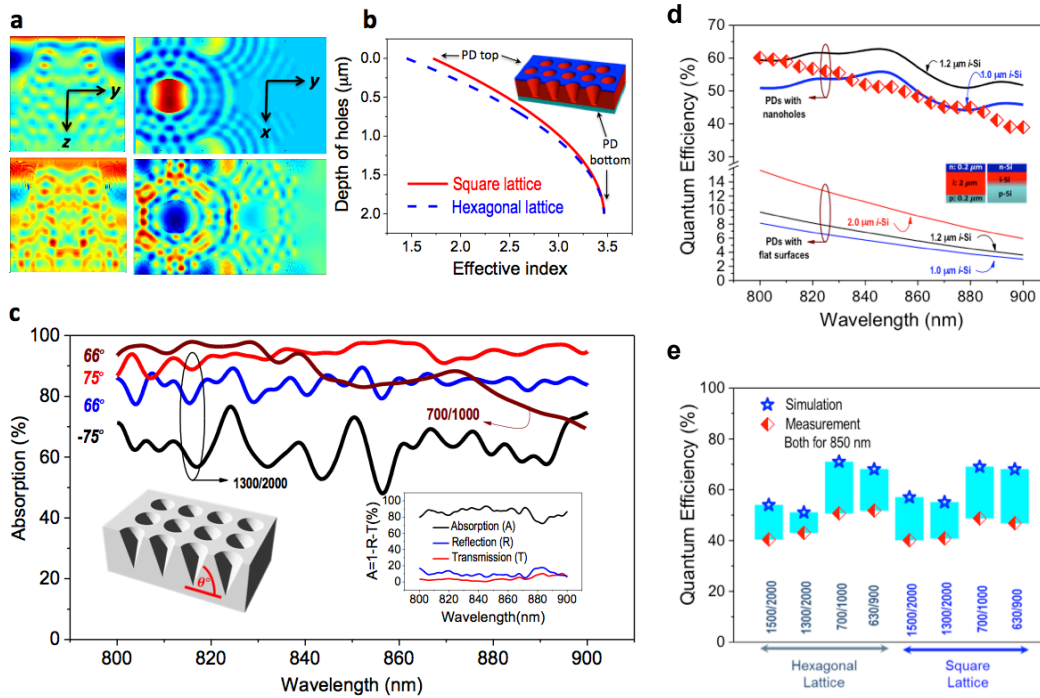 a
y
z
y
x
b
Depth of holes (µm)
0.0
0.5
1.0
1.5
2.0
PD top
PD
bottom
Square lattice
Hexagonal lattice
1.5 2.0 2.5 3.0 3.5 4.0
Effective index
c
Absorption (%)
100
80
60
40
20
0
66°
75°
66°
-75°
700/1000
1300/2000
θ°
A=1-R-T(%)
100
80
60
40
20
0
Absorption (A)
Reflection (R)
Transmission (T)
800 820 840 860 880 900
Wavelength(nm)
800 820 840 860 880 900
Wavelength (nm)
d
Quantum Efficiency (%)
70
60
50
40
30
14
12
10
8
6
4
2
0
1.2 µm i-Si
1.0 µm i-Si
PDs with
nanoholes
n: 0.2 µm
i: 2 µm
p: 0.2 µm
n-Si
i-Si
p-Si
2.0 µm i-Si
1.2 µm i-Si
PDs with
flat surfaces
1.0 µm i-Si
800 820 840 860 880 900
Wavelength (nm)
e
Quantum Efficiency (%)
100
80
60
40
20
0
Simulation
Measurement
Both for 850 nm
1500/2000
1300/2000
700/1000
630/900
1500/2000
1300/2000
700/1000
630/900
Hexagonal
Lattice
Square
Lattice